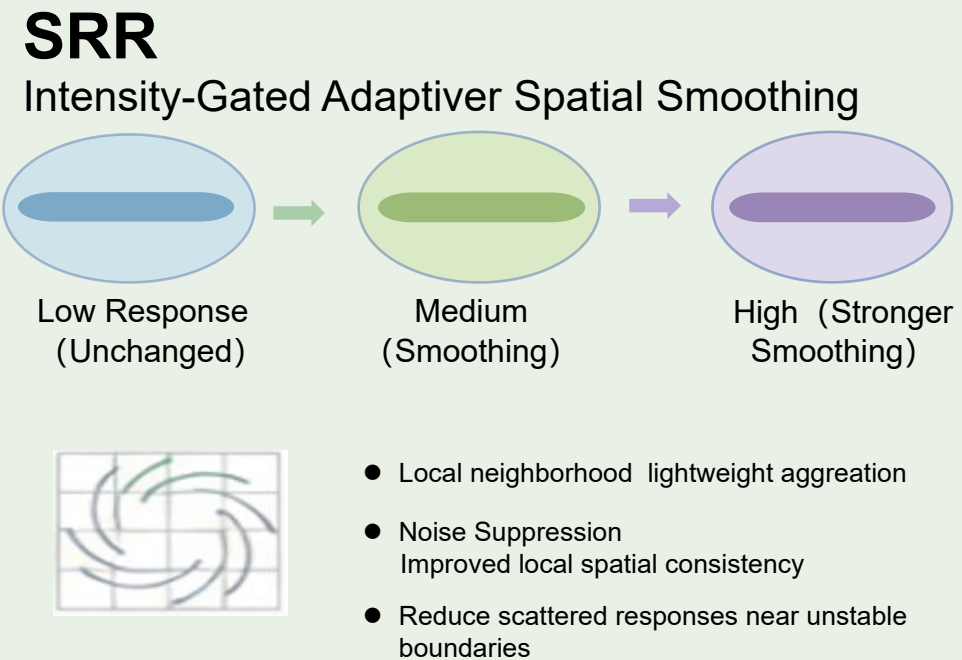 SRR
Intensity-Gated Adaptiver Spatial Smoothing
Low Response
（Unchanged）
Medium
（Smoothing）
High（Stronger
Smoothing）
● Local neighborhood lightweight aggreation
● Noise Suppression
Improved local spatial consistency
● Reduce scattered responses near unstable
boundaries